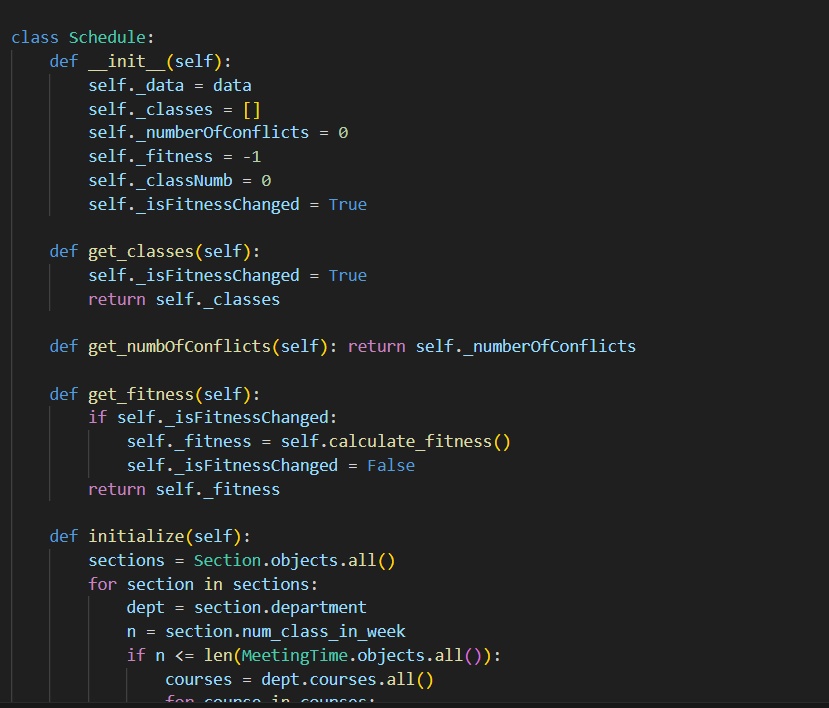 class Schedule:
    def __init__(self):
        self._data = data
        self._classes = []
        self._numberOfConflicts = 0
        self._fitness = -1
        self._classNumb = 0
        self._isFitnessChanged = True

    def get_classes(self):
        self._isFitnessChanged = True
        return self._classes

    def get_numbOfConflicts(self): return self._numberOfConflicts

    def get_fitness(self):
        if self._isFitnessChanged:
            self._fitness = self.calculate_fitness()
            self._isFitnessChanged = False
        return self._fitness

    def initialize(self):
        sections = Section.objects.all()
        for section in sections:
            dept = section.department
            n = section.num_class_in_week
            if n <= len(MeetingTime.objects.all()):
                courses = dept.courses.all()
                for course in courses: